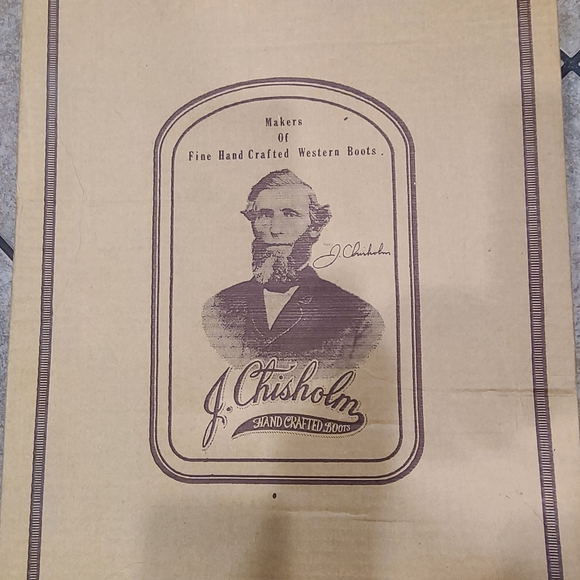 Makers
Of
Fine Hand Crafted Western Boots.
J. Chisholm
J. Chisholm
HAND CRAFTED BOOTS